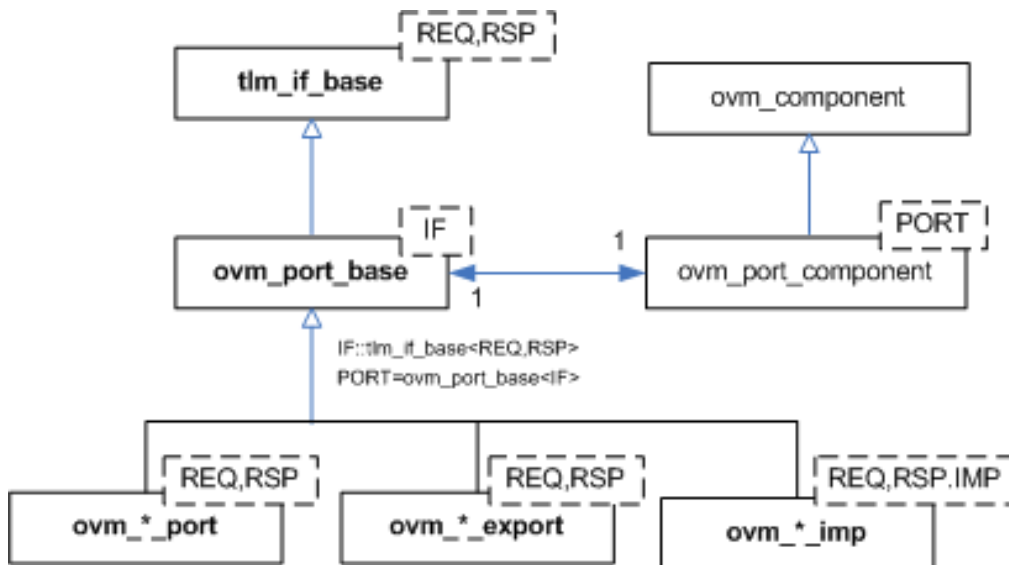 REQ,RSP
tlm_if_base
ovm_component
IF
PORT
ovm_port_base
1
1
ovm_port_component
IF::tlm_if_base<REQ,RSP>
PORT=ovm_port_base<IF>
REQ,RSP
REQ,RSP
REQ,RSP.IMP
ovm_*_port
ovm_*_export
ovm_*_imp